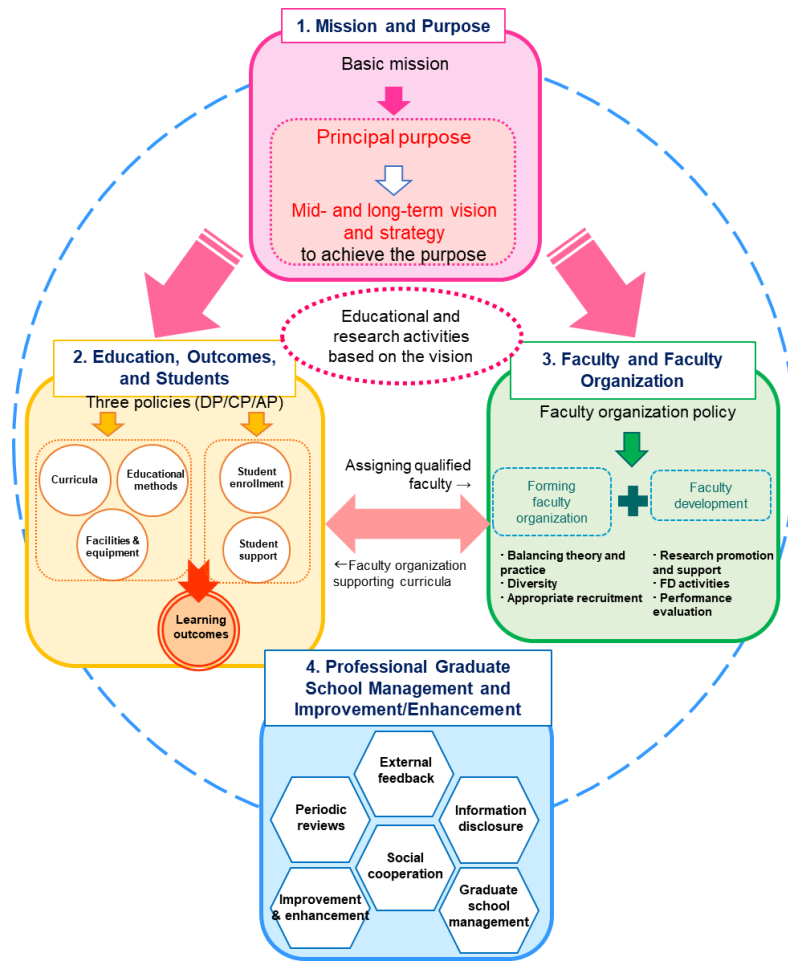 1. Mission and Purpose
Basic mission
Principal purpose
Mid- and long-term vision
and strategy
to achieve the purpose
Educational and
research activities
based on the vision
2. Education, Outcomes,
and Students
Three policies (DP/CP/AP)
Curricula
Educational
methods
Facilities &
equipment
Student
enrollment
Student
support
Learning
outcomes
Assigning qualified
faculty →
←Faculty organization
supporting curricula
3. Faculty and Faculty
Organization
Faculty organization policy
Forming
faculty
organization
Faculty
development
・Balancing theory and
practice
・Diversity
・Appropriate recruitment
・Research promotion
and support
・FD activities
・Performance
evaluation
4. Professional Graduate
School Management and
Improvement/Enhancement
External
feedback
Periodic
reviews
Information
disclosure
Social
cooperation
Improvement
& enhancement
Graduate
school
management